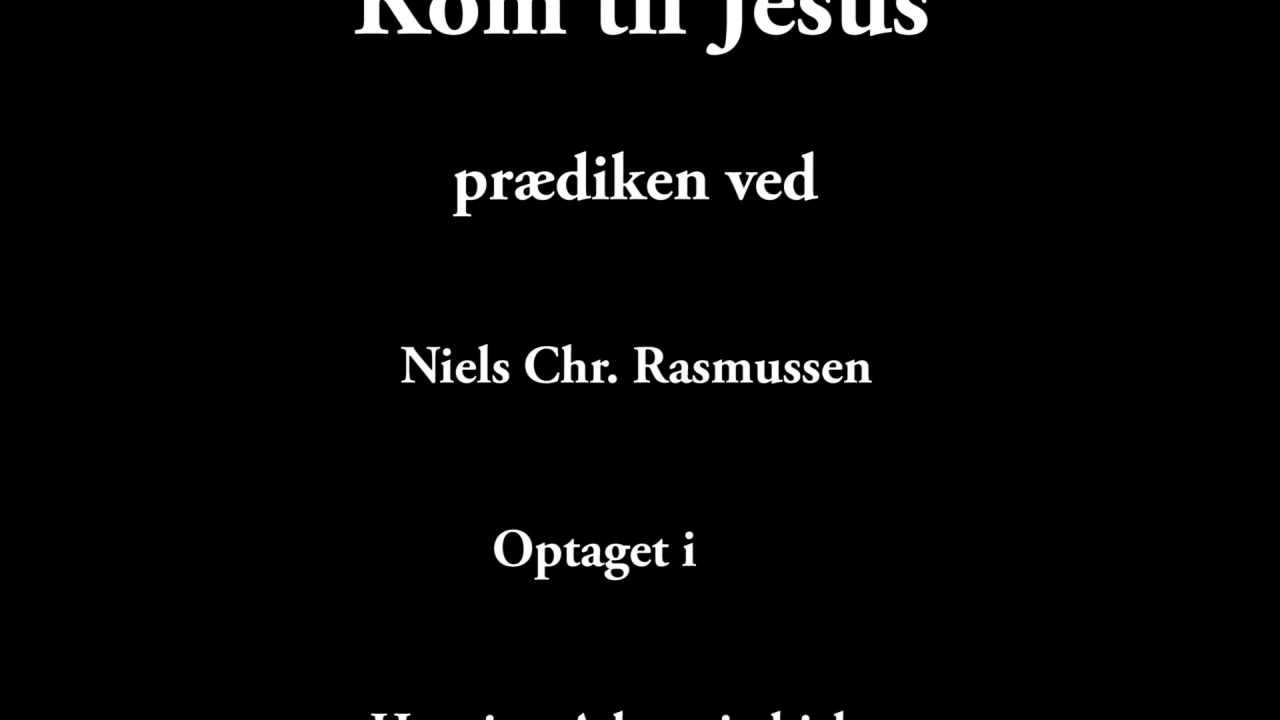 Kom til Jesus
prædiken ved
Niels Chr. Rasmussen
Optaget i